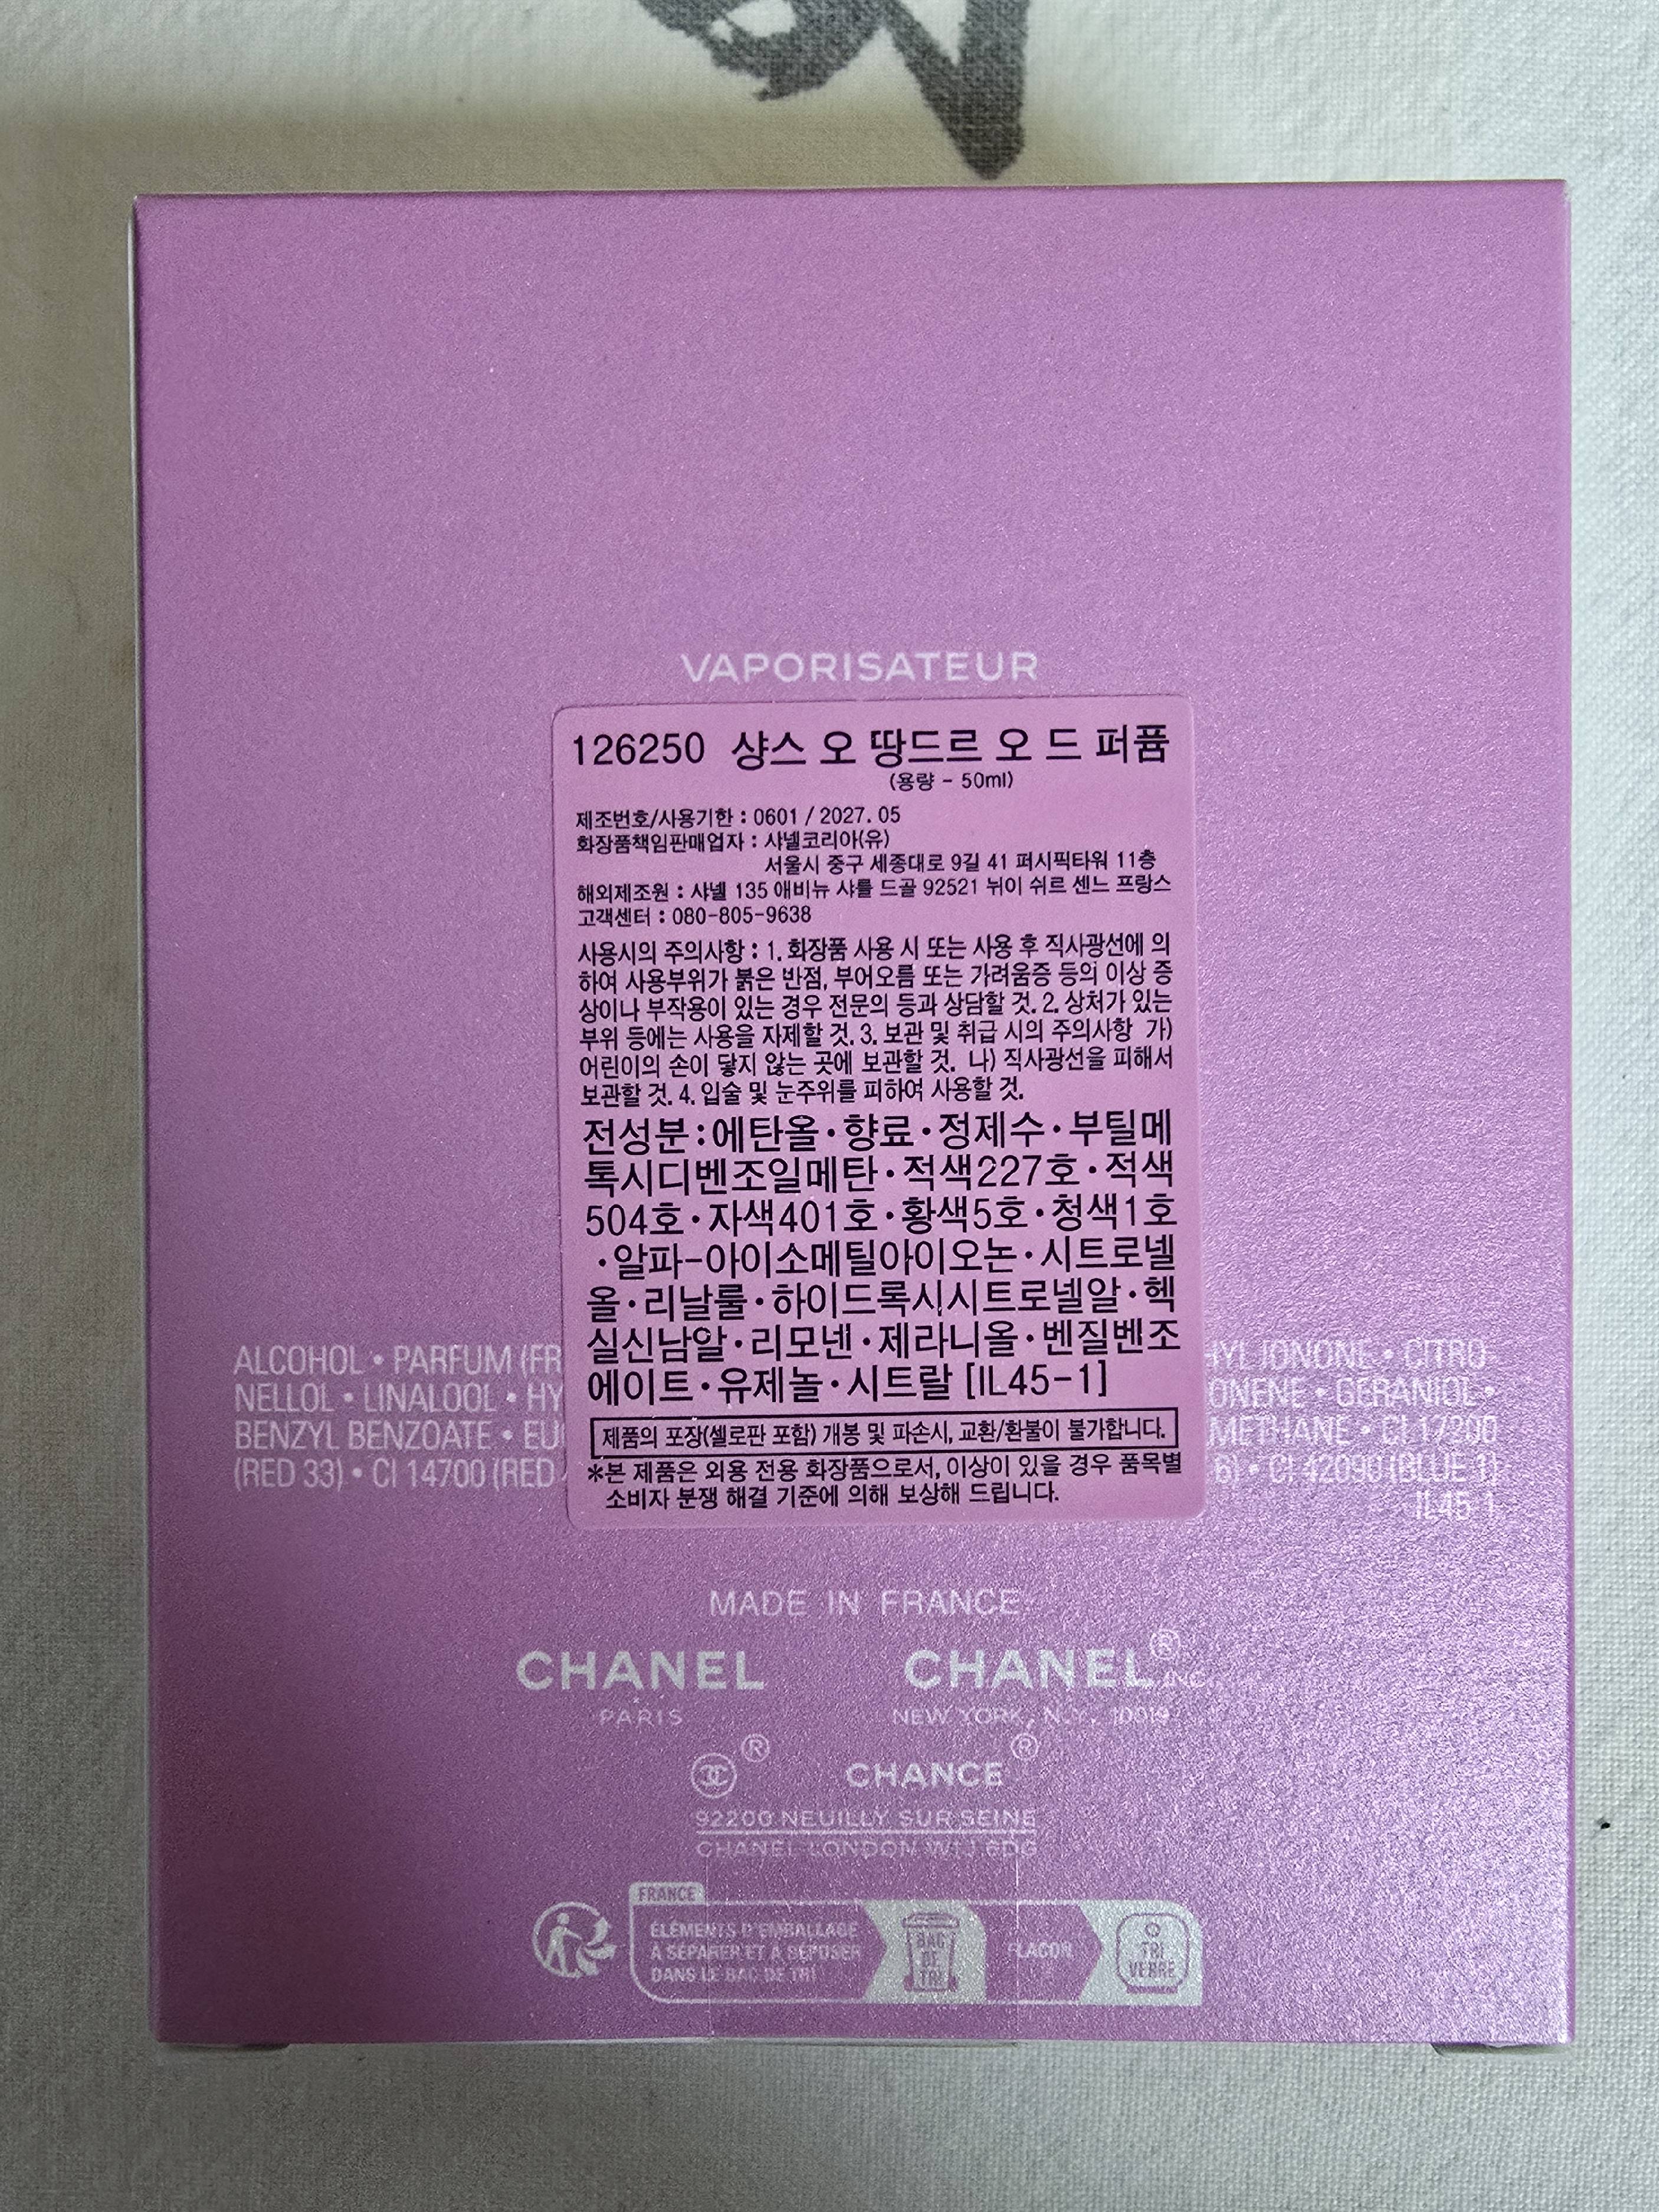 VAPORISATEUR
126250 샹스 오 땅드르 오 드 퍼퓸
(용량 - 50ml)
제조번호/사용기한 : 0601 / 2027. 05
화장품책임판매업자 : 샤넬코리아(유)
서울시 중구 세종대로 9길 41 퍼시픽타워 11층
해외제조원 : 샤넬 135 애비뉴 샤를 드골 92521 뉘이 쉬르 센느 프랑스
고객센터 : 080-805-9638
사용시의 주의사항 : 1. 화장품 사용 시 또는 사용 후 직사광선에 의
하여 사용부위가 붉은 반점, 부어오름 또는 가려움증 등의 이상 증
상이나 부작용이 있는 경우 전문의 등과 상담할 것. 2. 상처가 있는
부위 등에는 사용을 자제할 것. 3. 보관 및 취급 시의 주의사항 가)
어린이의 손이 닿지 않는 곳에 보관할 것. 나) 직사광선을 피해서
보관할 것. 4. 입술 및 눈주위를 피하여 사용할 것.
전성분:에탄올·향료·정제수·부틸메
톡시디벤조일메탄·적색227호·적색
504호·자색401호·황색5호·청색1호
·알파-아이소메틸아이오논·시트로넬
올·리날룰·하이드록시시트로넬알·헥
실신남알·리모넨·제라니올·벤질벤조
에이트·유제놀·시트랄 [IL45-1]
제품의 포장(셀로판 포함) 개봉 및 파손시, 교환/환불이 불가합니다.
*본 제품은 외용 전용 화장품으로서, 이상이 있을 경우 품목별
소비자 분쟁 해결 기준에 의해 보상해 드립니다.
ALCOHOL • PARFUM (FR HYL IONONE • CITRO-
NELLOL • LINALOOL • HY ONENE • GERANIOL •
BENZYL BENZOATE • EU METHANE • CI 17200
(RED 33) • CI 14700 (RED 6) • CI 42090 (BLUE 1)
IL45-1
MADE IN FRANCE
CHANEL CHANEL® INC.
PARIS NEW YORK, N.Y. 10019
® CHANCE®
92200 NEUILLY SUR SEINE
CHANEL LONDON W1J 6DG
FRANCE
ÉLÉMENTS D'EMBALLAGE
À SÉPARER ET À DÉPOSER
DANS LE BAC DE TRI
BAC
DE
TRI
FLACON
TRI
VERRE